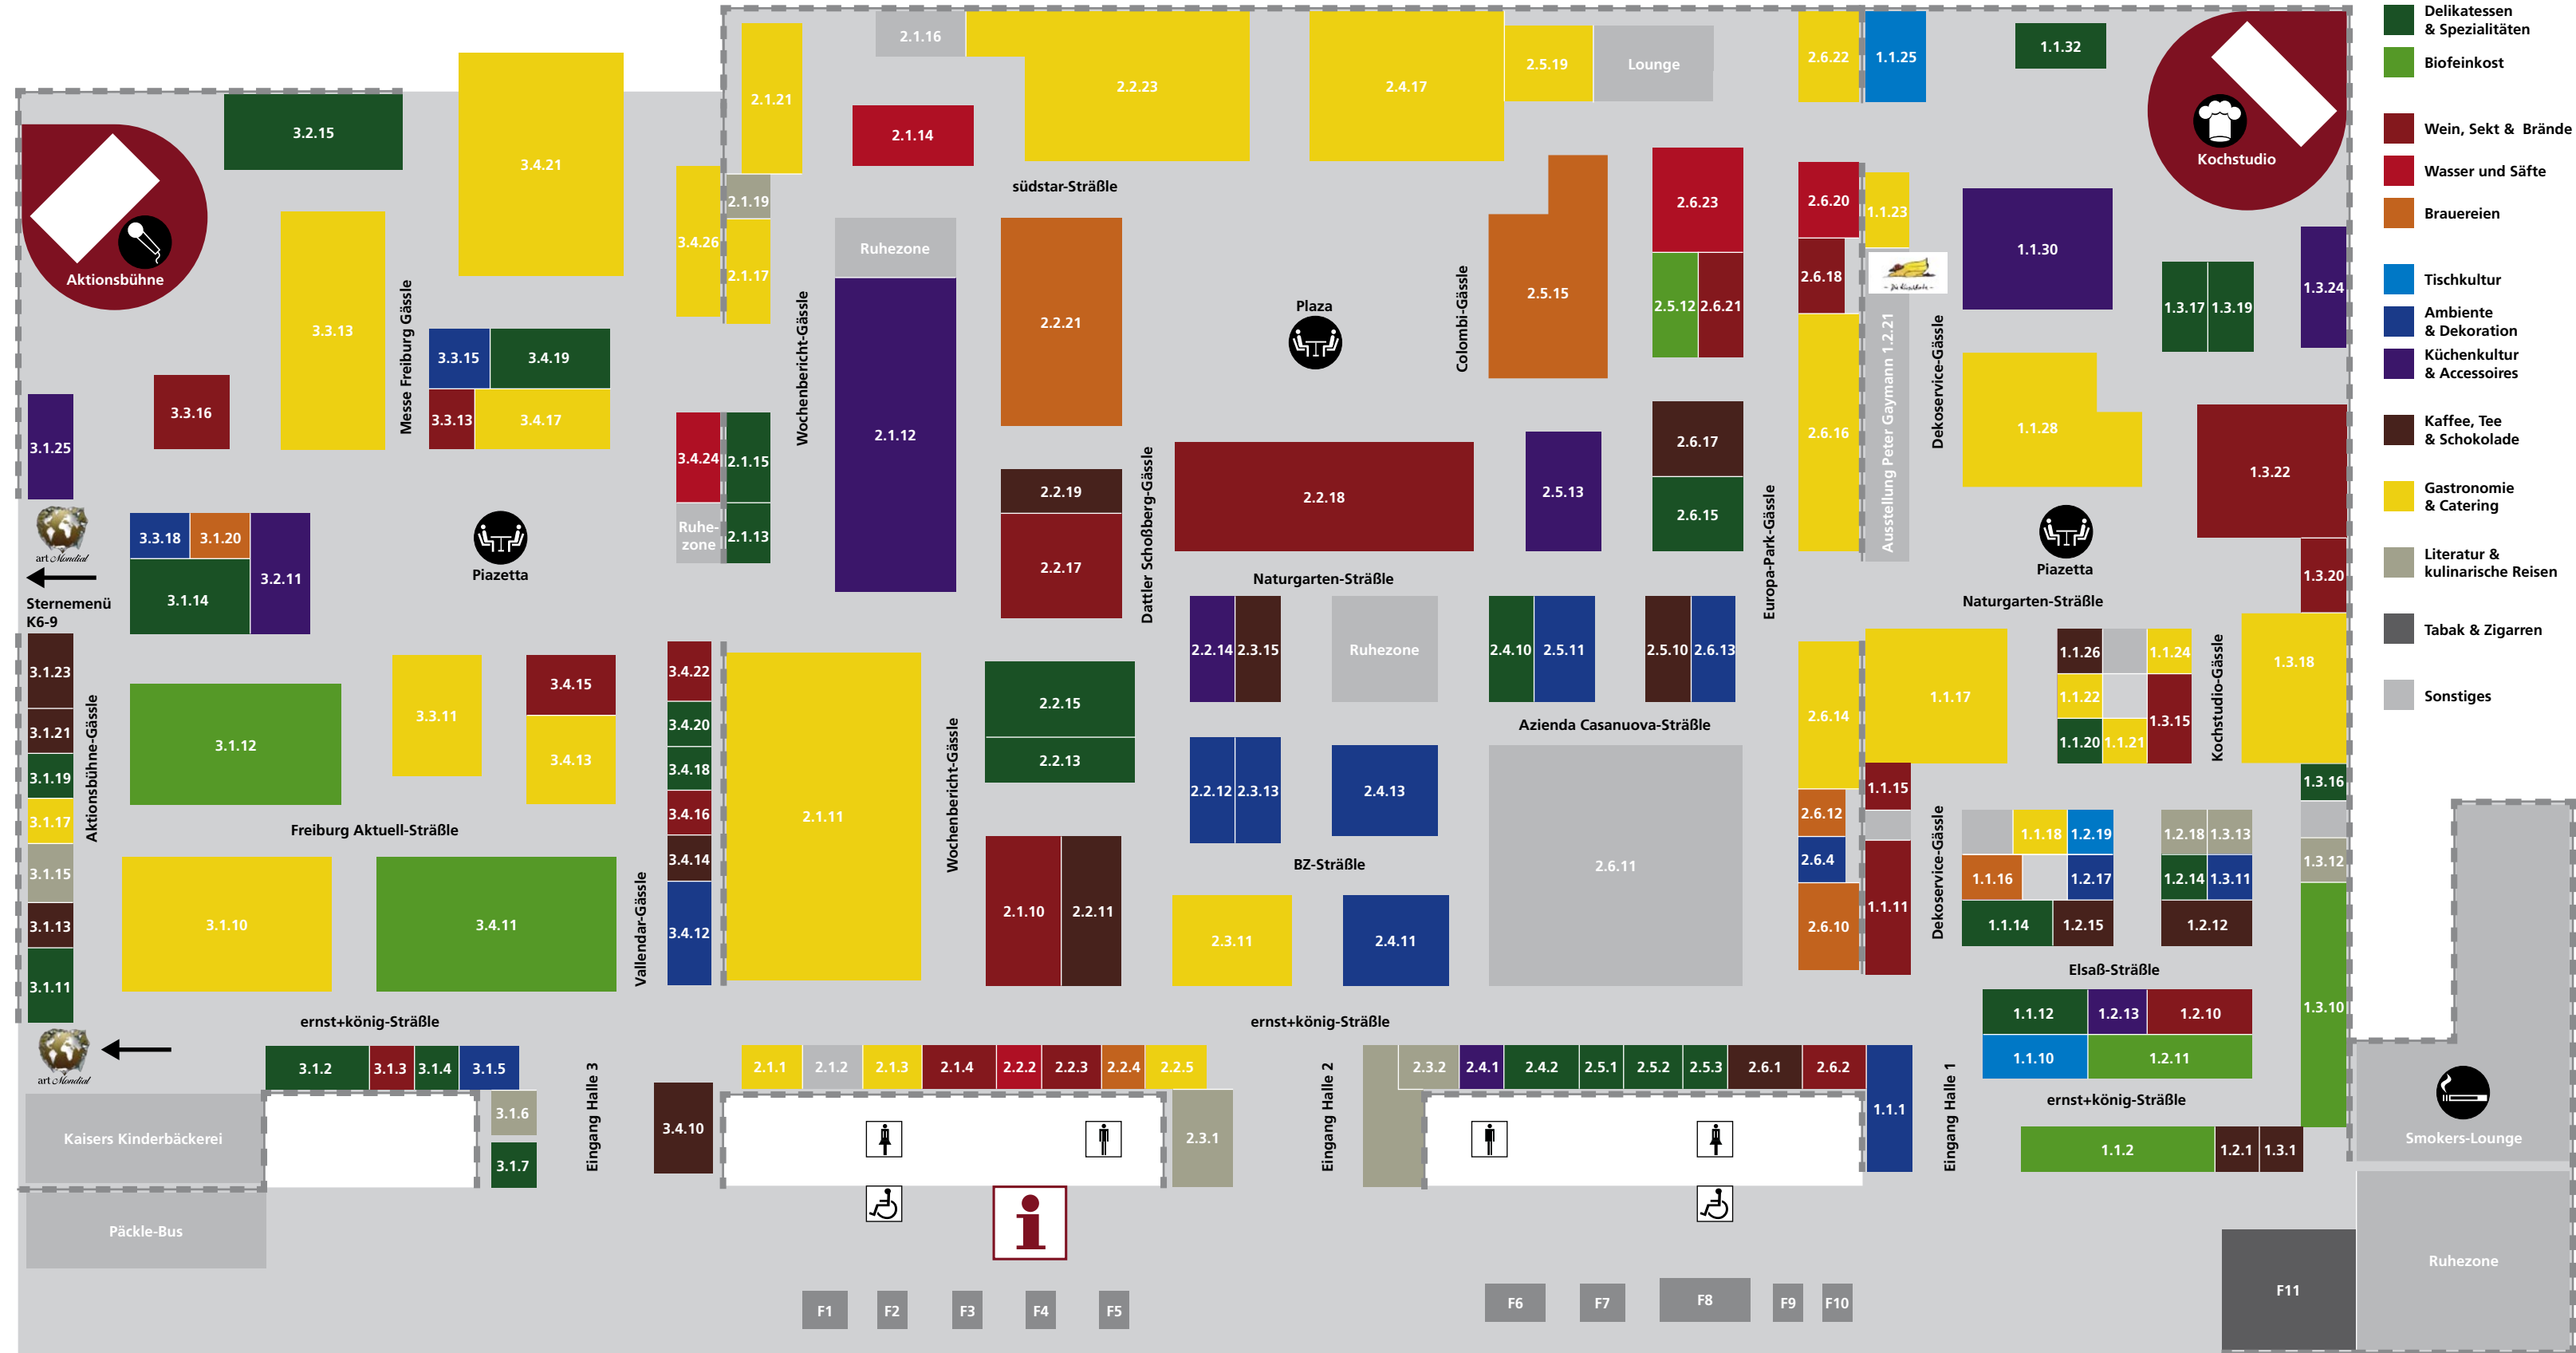 2.1.16
2.1.21
2.2.23
2.4.17
2.5.19
Lounge
2.6.22
1.1.25
1.1.32
Kochstudio
3.2.15
3.4.21
2.1.14
südstar-Sträßle
Aktionsbühne
3.3.13
Messe Freiburg Gässle
3.4.26
2.1.19
2.1.17
Ruhezone
2.2.21
Plaza
Colombi-Gässle
2.5.15
2.6.23
2.5.12
2.6.21
2.6.20
2.6.18
1.1.23
1.1.30
1.3.17
1.3.19
1.3.24
3.3.15
3.4.19
3.3.13
3.4.17
3.3.16
3.1.25
Wochenbericht-Gässle
2.1.12
3.4.24
2.1.15
Ruhe-
zone
2.1.13
2.2.19
2.2.17
Dattler Schoßberg-Gässle
2.2.18
2.5.13
2.6.17
2.6.15
Europa-Park-Gässle
2.6.16
Ausstellung Peter Gaymann 1.2.21
Dekoservice-Gässle
1.1.28
1.3.22
1.3.20
art Mondial
Sternemenü
K6-9
3.3.18
3.1.20
3.2.11
3.1.14
Piazetta
Naturgarten-Sträßle
Piazetta
Naturgarten-Sträßle
3.1.23
3.1.21
3.1.19
3.1.17
3.1.15
3.1.13
3.1.11
Aktionsbühne-Gässle
3.1.12
3.3.11
3.4.15
3.4.13
Freiburg Aktuell-Sträßle
3.1.10
3.4.11
Vallendar-Gässle
3.4.22
3.4.20
3.4.18
3.4.16
3.4.14
3.4.12
2.1.11
Wochenbericht-Gässle
2.2.15
2.2.13
2.1.10
2.2.11
2.2.14
2.3.15
Ruhezone
2.4.10
2.5.11
2.5.10
2.6.13
Azienda Casanuova-Sträßle
2.2.12
2.3.13
2.4.13
BZ-Sträßle
2.3.11
2.4.11
2.6.11
2.6.14
2.6.12
2.6.4
2.6.10
1.1.17
1.1.15
1.1.11
Dekoservice-Gässle
1.1.26
1.1.24
1.1.22
1.3.15
1.1.20
1.1.21
Kochstudio-Gässle
1.3.18
1.3.16
1.3.12
1.3.10
1.1.18
1.2.19
1.1.16
1.2.17
1.1.14
1.2.15
1.2.18
1.3.13
1.2.14
1.3.11
1.2.12
Elsaß-Sträßle
1.1.12
1.2.13
1.2.10
1.1.10
1.2.11
ernst+könig-Sträßle
1.1.2
1.2.1
1.3.1
ernst+könig-Sträßle
ernst+könig-Sträßle
art Mondial
3.1.2
3.1.3
3.1.4
3.1.5
3.1.6
3.1.7
Eingang Halle 3
3.4.10
2.1.1
2.1.2
2.1.3
2.1.4
2.2.2
2.2.3
2.2.4
2.2.5
2.3.1
Eingang Halle 2
2.3.2
2.4.1
2.4.2
2.5.1
2.5.2
2.5.3
2.6.1
2.6.2
1.1.1
Eingang Halle 1
Kaisers Kinderbäckerei
Päckle-Bus
i
F1
F2
F3
F4
F5
F6
F7
F8
F9
F10
F11
Smokers-Lounge
Ruhezone
Delikatessen
& Spezialitäten
Biofeinkost
Wein, Sekt & Brände
Wasser und Säfte
Brauereien
Tischkultur
Ambiente
& Dekoration
Küchenkultur
& Accessoires
Kaffee, Tee
& Schokolade
Gastronomie
& Catering
Literatur &
kulinarische Reisen
Tabak & Zigarren
Sonstiges